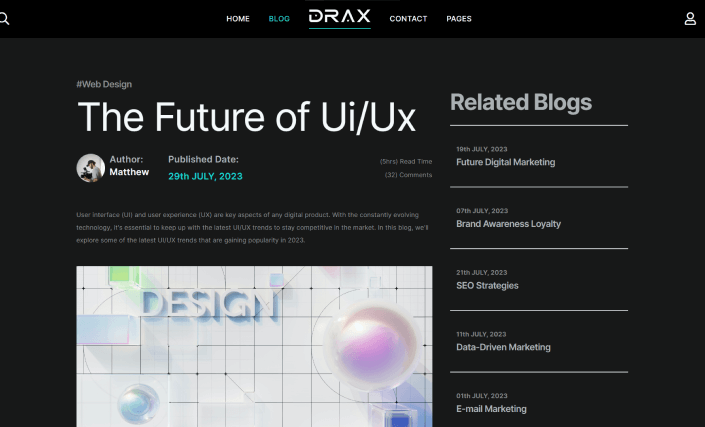 HOME
BLOG
DRAX
CONTACT
PAGES
#Web Design
The Future of Ui/Ux
Author:
Matthew
Published Date:
29th JULY, 2023
(5hrs) Read Time
(32) Comments
User interface (UI) and user experience (UX) are key aspects of any digital product. With the constantly evolving
technology, it's essential to keep up with the latest UI/UX trends to stay competitive in the market. In this blog, we'll
explore some of the latest UI/UX trends that are gaining popularity in 2023.
DESIGN
Related Blogs
19th JULY, 2023
Future Digital Marketing
07th JULY, 2023
Brand Awareness Loyalty
21th JULY, 2023
SEO Strategies
11th JULY, 2023
Data-Driven Marketing
01th JULY, 2023
E-mail Marketing